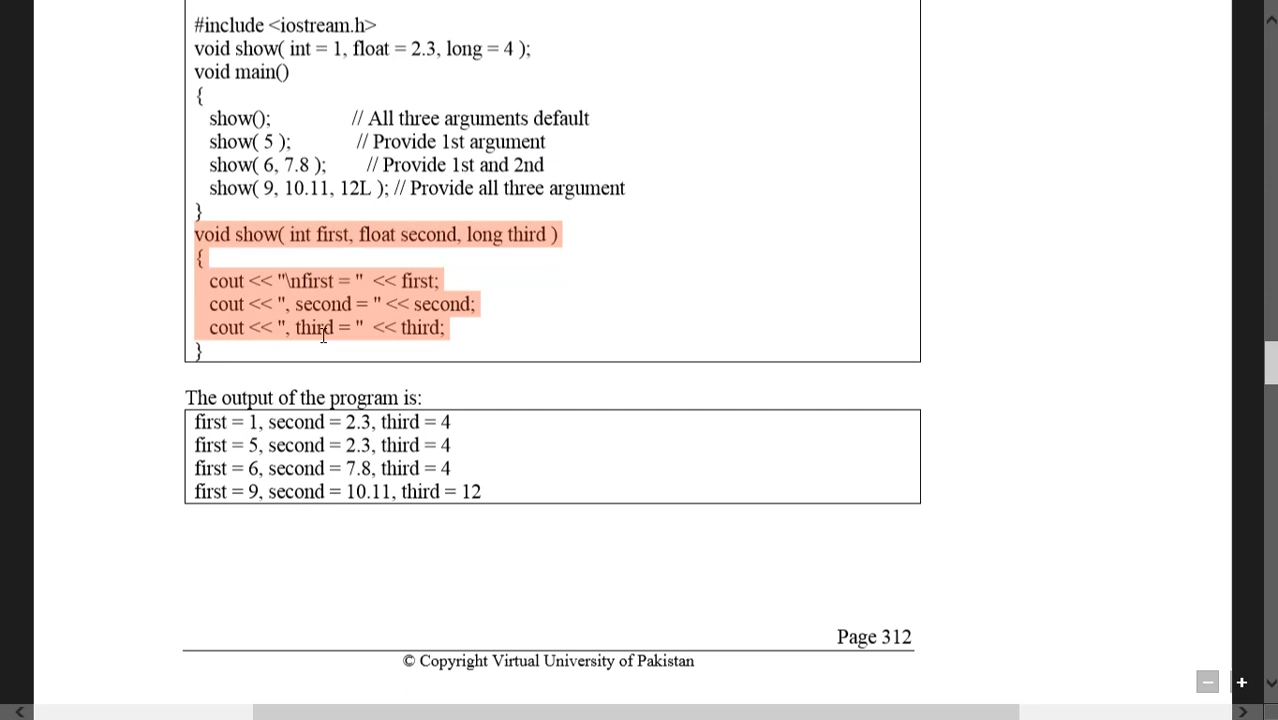 #include <iostream.h>
void show( int = 1, float = 2.3, long = 4 );
void main()
{
show(); // All three arguments default
show( 5 ); // Provide 1st argument
show( 6, 7.8 ); // Provide 1st and 2nd
show( 9, 10.11, 12L ); // Provide all three argument
}
void show( int first, float second, long third )
{
cout << "\nfirst = " << first;
cout << ", second = " << second;
cout << ", third = " << third;
}
The output of the program is:
first = 1, second = 2.3, third = 4
first = 5, second = 2.3, third = 4
first = 6, second = 7.8, third = 4
first = 9, second = 10.11, third = 12
Page 312
© Copyright Virtual University of Pakistan